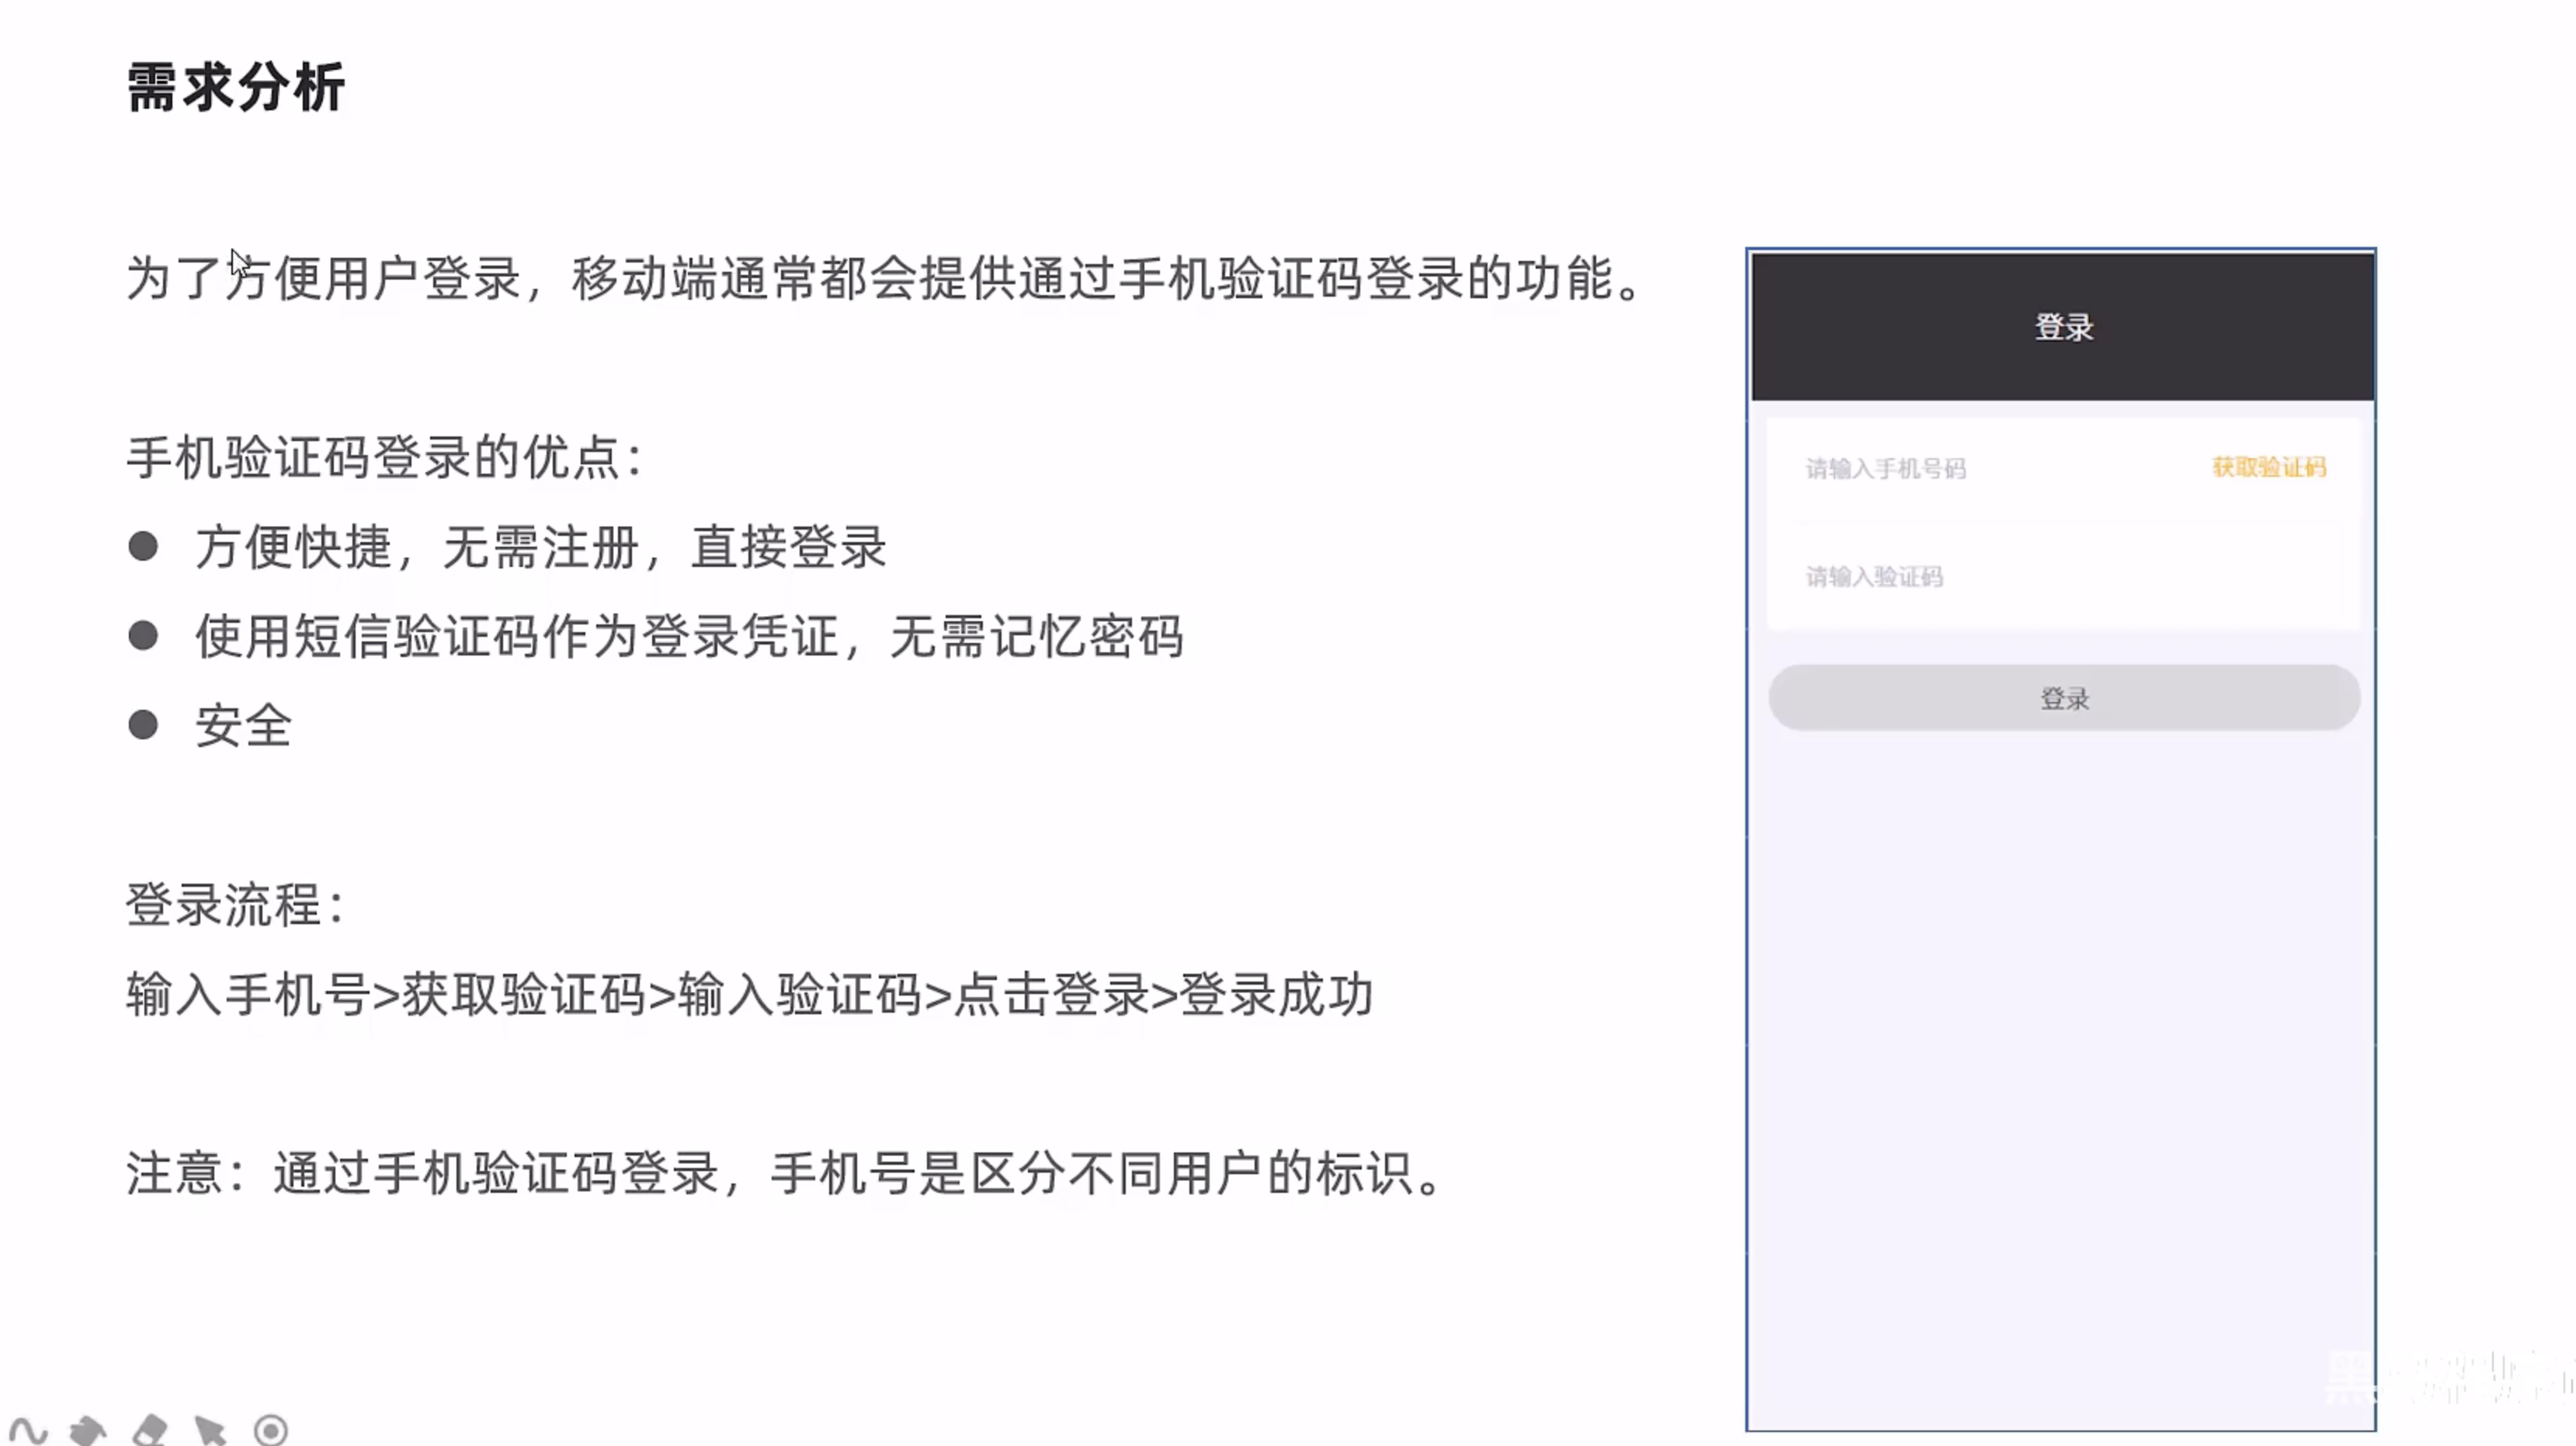 需求分析
为了方便用户登录，移动端通常都会提供通过手机验证码登录的功能。
手机验证码登录的优点：
● 方便快捷，无需注册，直接登录
● 使用短信验证码作为登录凭证，无需记忆密码
● 安全
登录流程：
输入手机号>获取验证码>输入验证码>点击登录>登录成功
注意：通过手机验证码登录，手机号是区分不同用户的标识。
登录
请输入手机号码 获取验证码
请输入验证码
登录